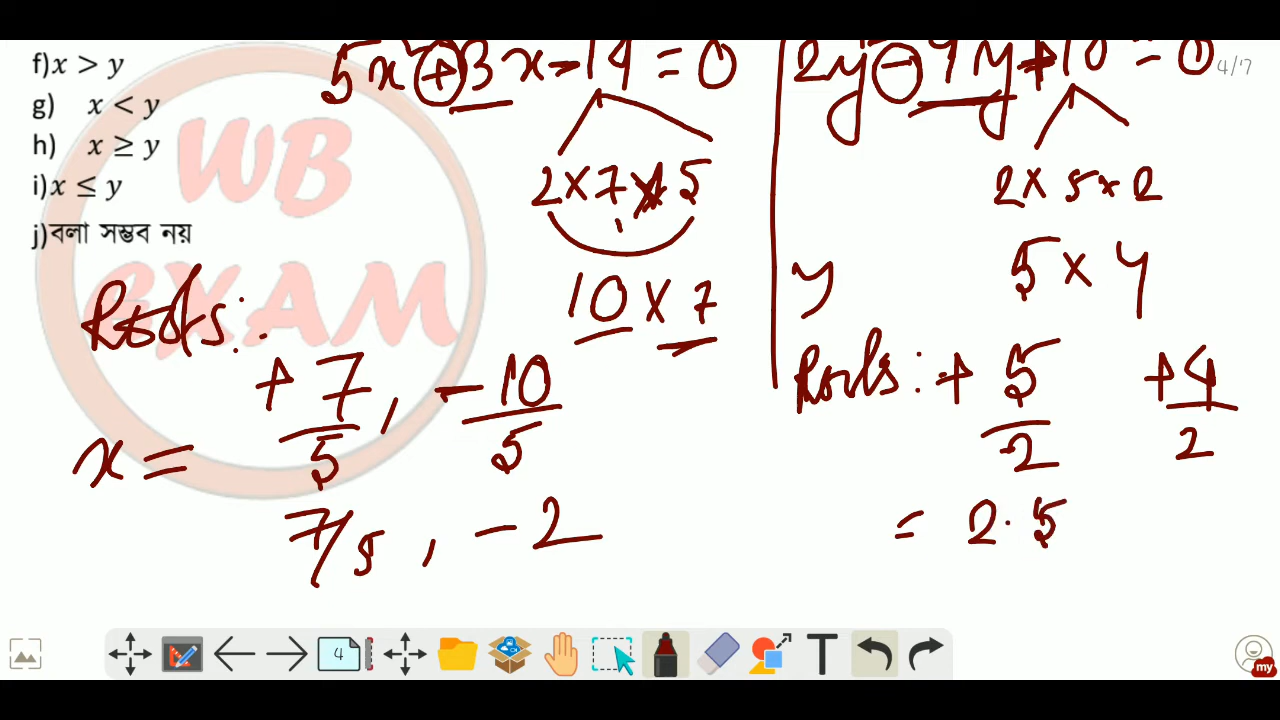 f)x > y
g) x < y
h) x ≥ y
i)x ≤ y
j)বলা সম্ভব নয়
WB
EXAM
5x² + 3x - 14 = 0
2 × 7 × 5
10 × 7
Roots:
+ 7/5, - 10/5
x =
7/5, - 2
2y² - 9y + 10 = 0
2 × 5 × 2
5 × 4
y
Roots: + 5/2 + 4/2
= 2.5
4/7
4
T
my